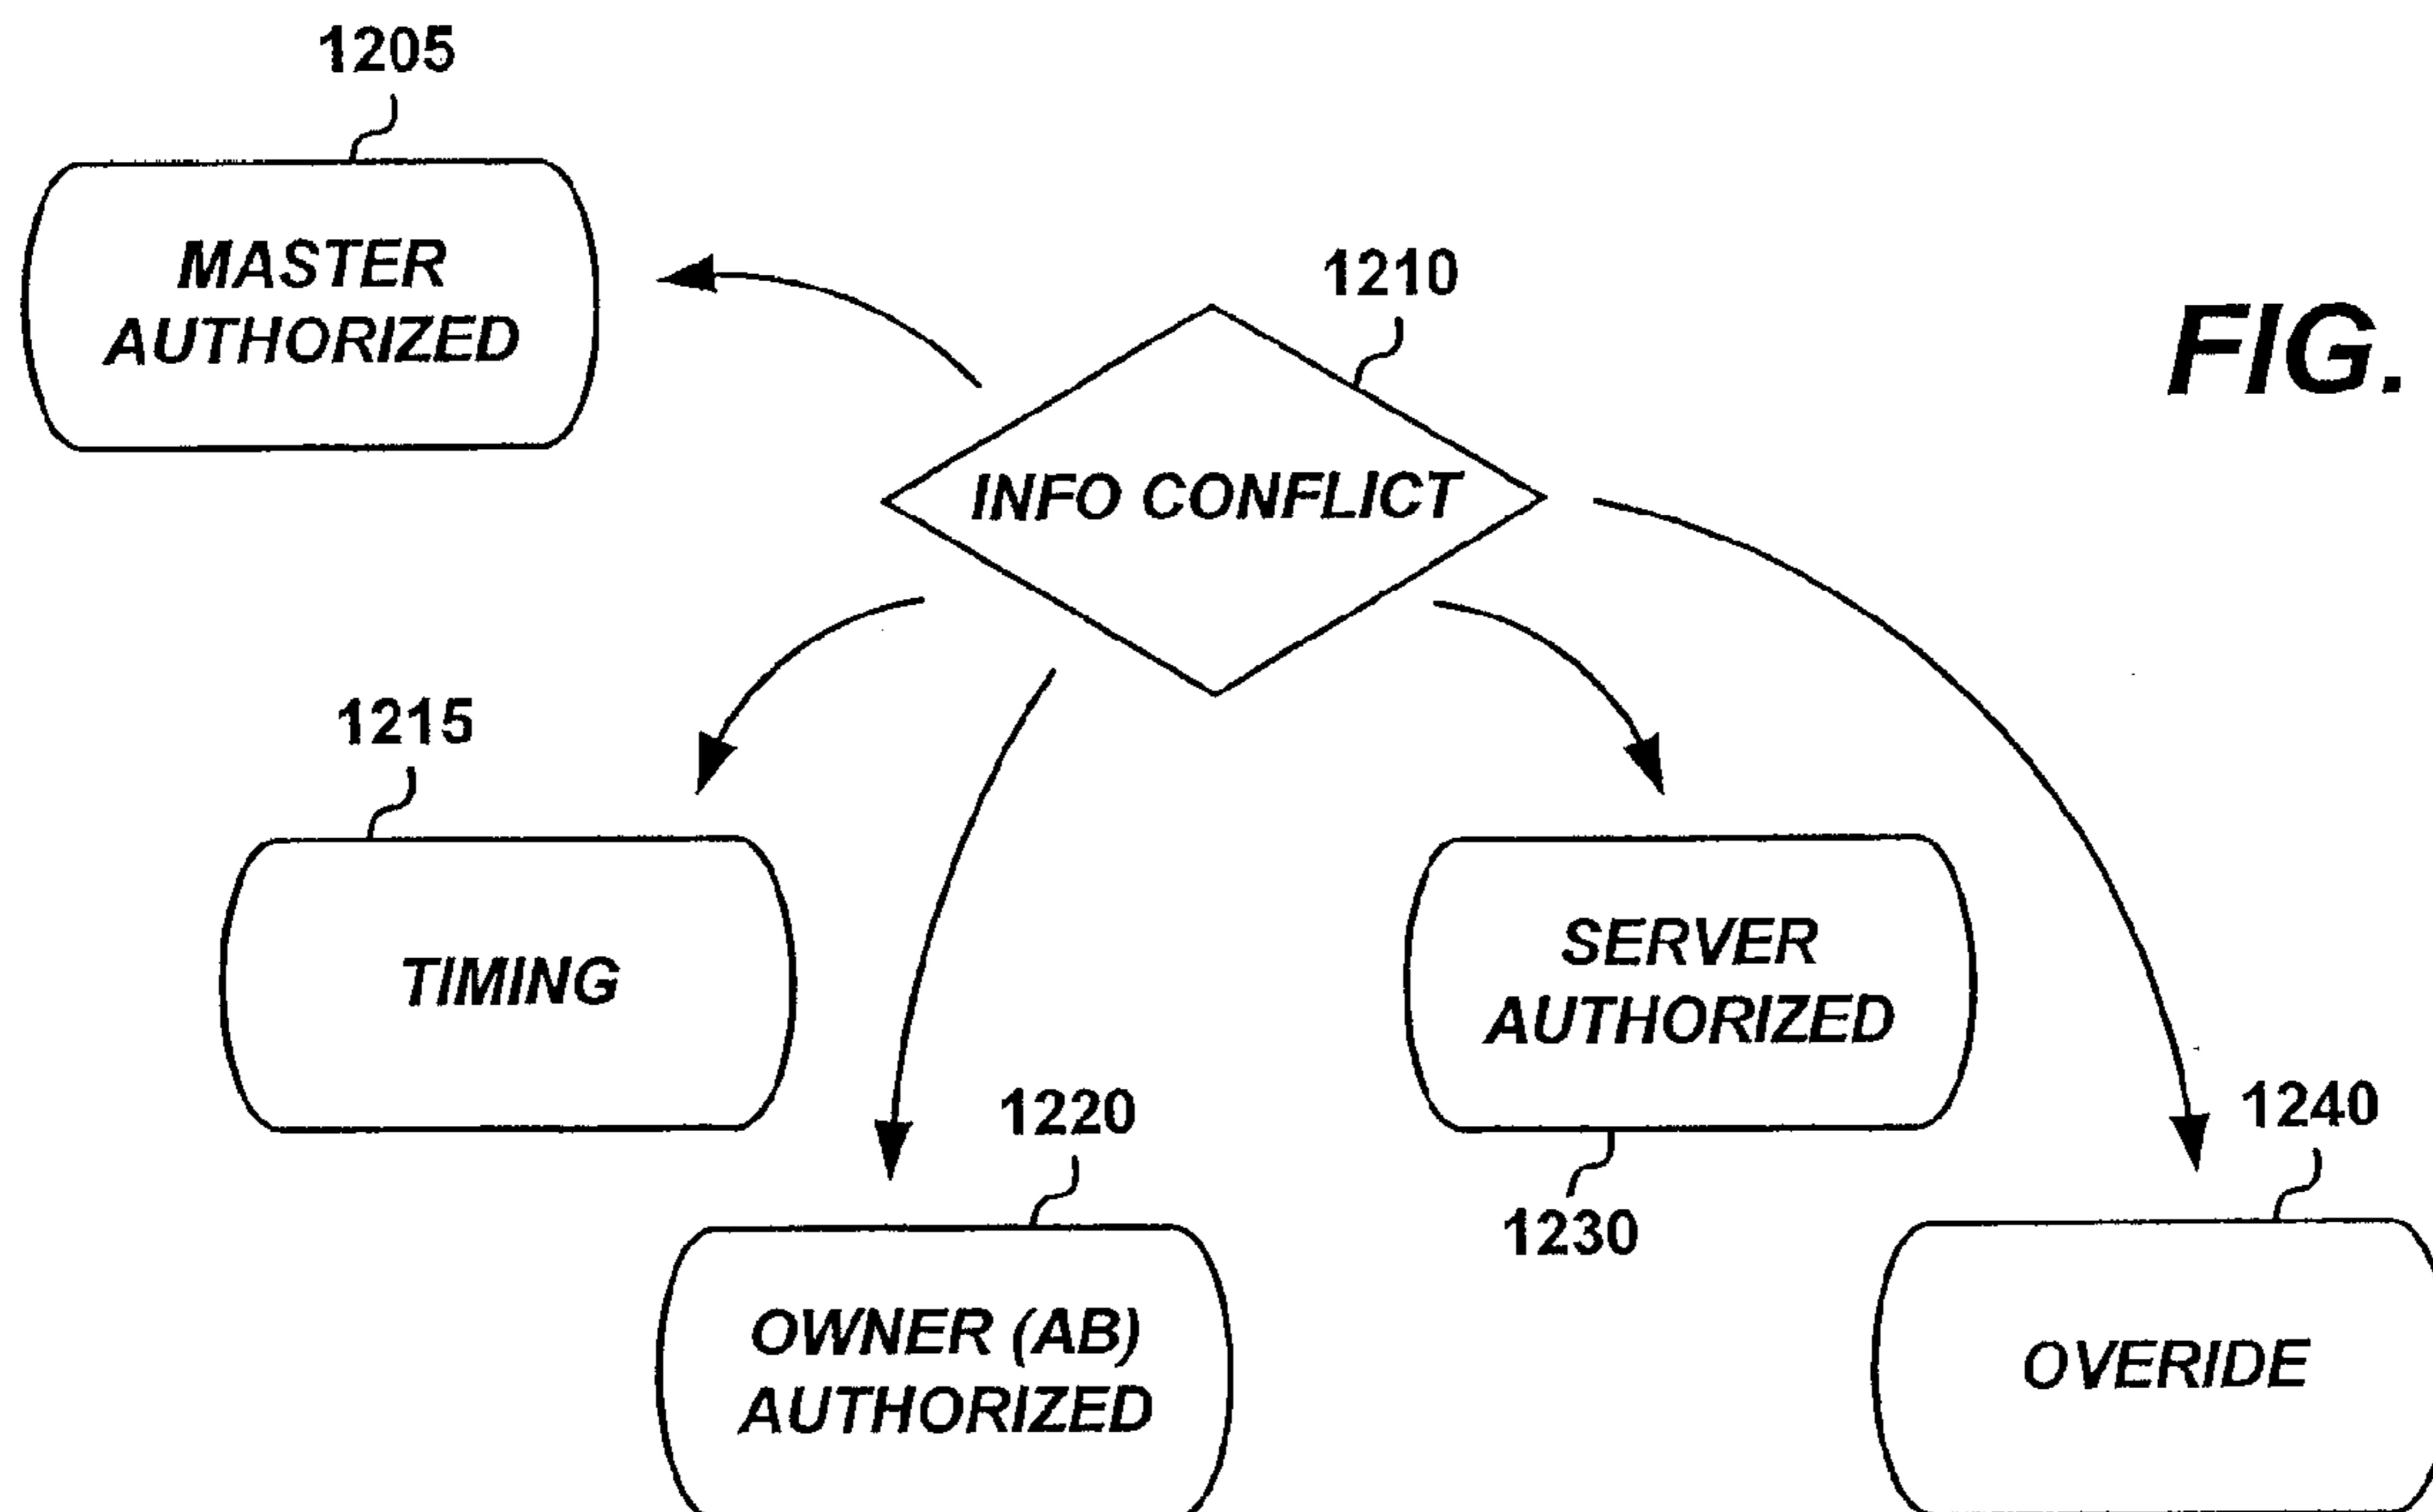 1205
MASTER
AUTHORIZED
1210
FIG.
INFO CONFLICT
1215
TIMING
SERVER
AUTHORIZED
1230
1220
OWNER (AB)
AUTHORIZED
1240
OVERIDE